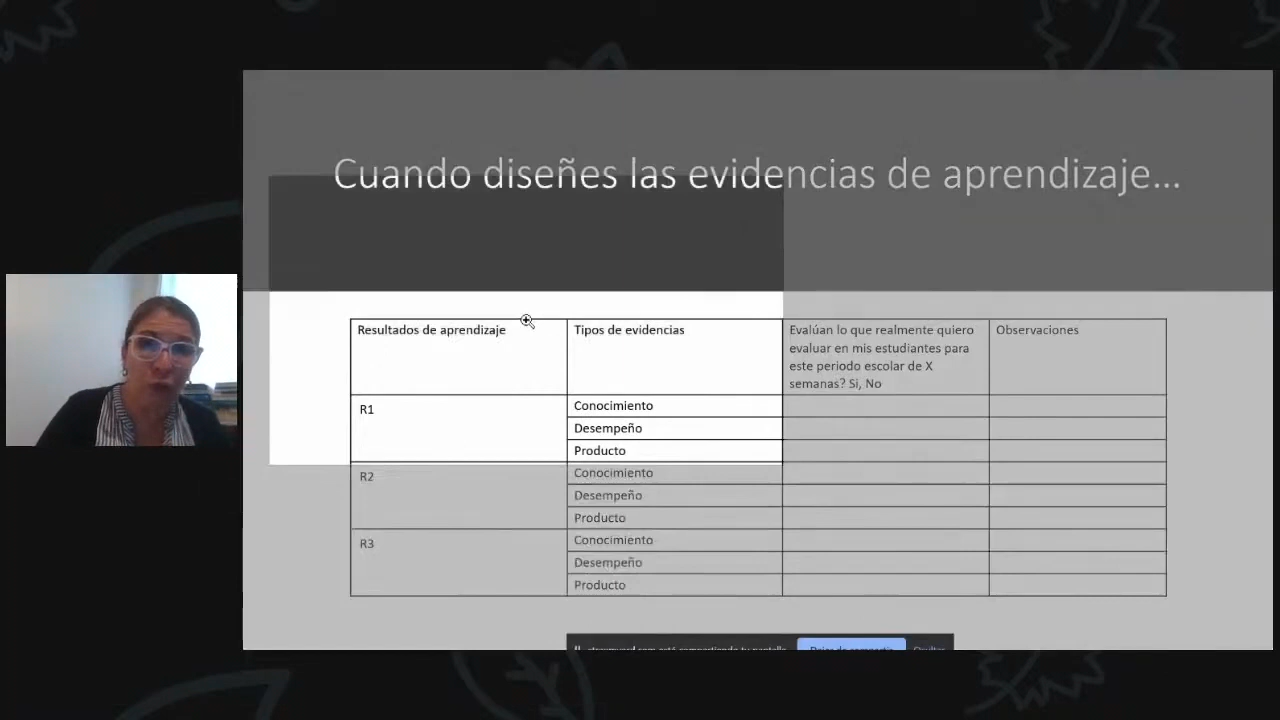 Cuando diseñes las evidencias de aprendizaje...
Resultados de aprendizaje
Tipos de evidencias
Evalúan lo que realmente quiero
evaluar en mis estudiantes para
este periodo escolar de X
semanas? Si, No
Observaciones
R1
Conocimiento
Desempeño
Producto
R2
Conocimiento
Desempeño
Producto
R3
Conocimiento
Desempeño
Producto